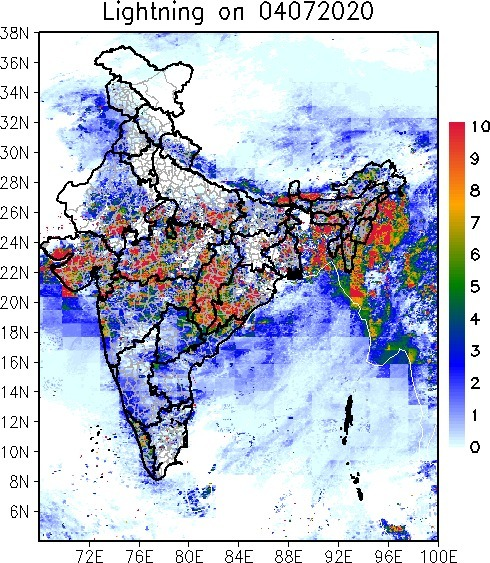 Lightning on 04072020
38N
36N
34N
32N
30N
28N
26N
24N
22N
20N
18N
16N
14N
12N
10N
8N
6N
10
9
8
7
6
5
4
3
2
1
0
72E 76E 80E 84E 88E 92E 96E 100E